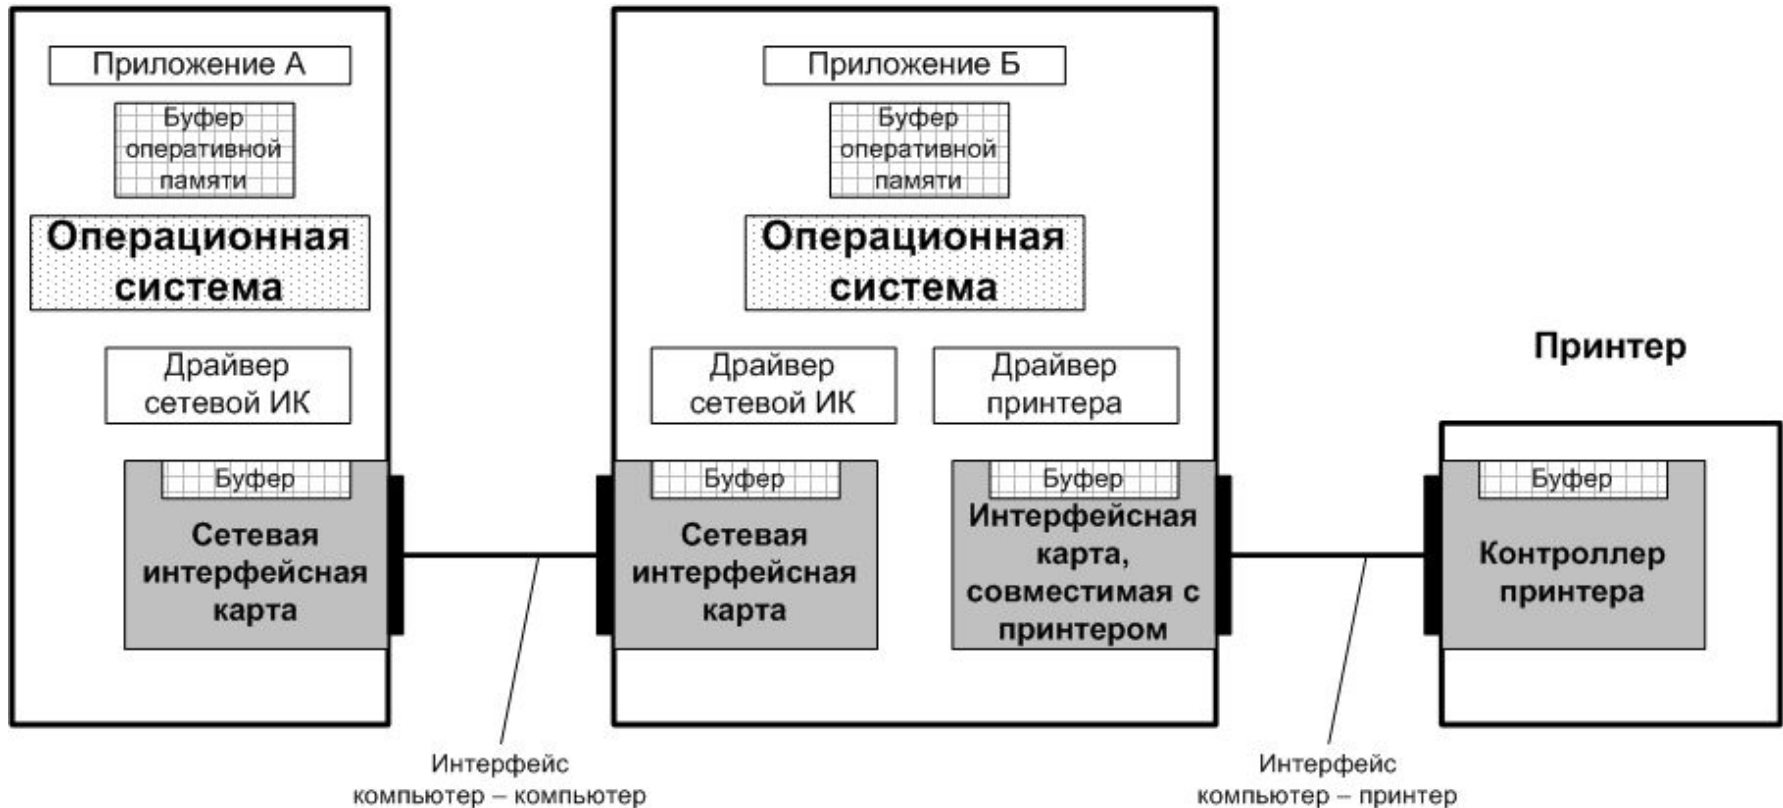 Приложение А
Буфер
оперативной
памяти
Операционная
система
Драйвер
сетевой ИК
Буфер
Сетевая
интерфейсная
карта
Приложение Б
Буфер
оперативной
памяти
Операционная
система
Драйвер
сетевой ИК
Драйвер
принтера
Буфер
Сетевая
интерфейсная
карта
Буфер
Интерфейсная
карта,
совместимая с
принтером
Принтер
Буфер
Контроллер
принтера
Интерфейс
компьютер – компьютер
Интерфейс
компьютер – принтер